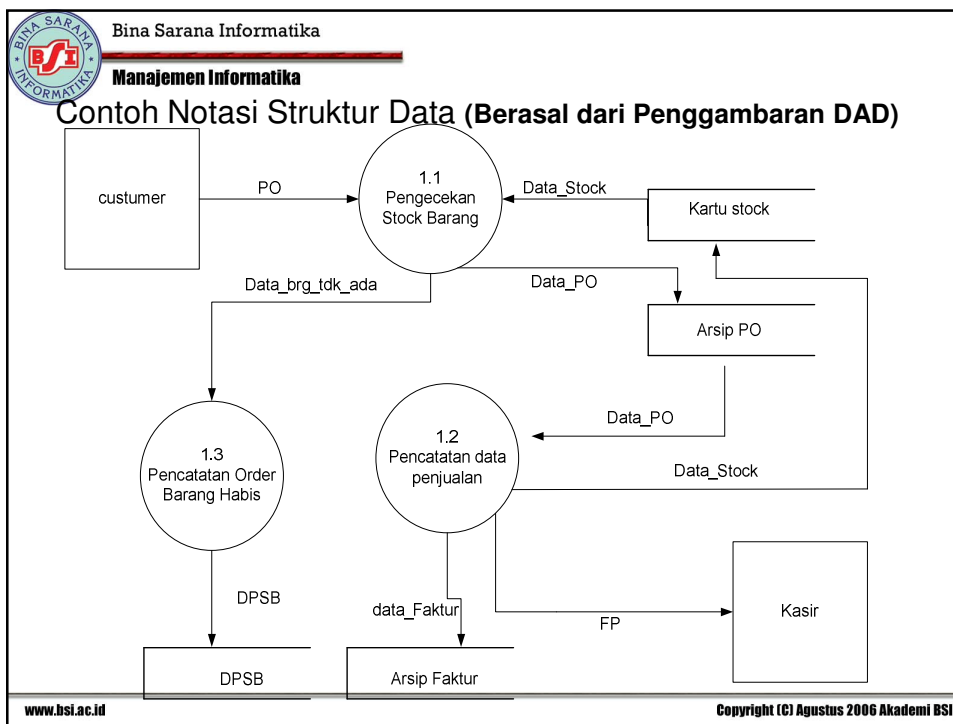 BINA SARANA
BSI
INFORMATIKA
Bina Sarana Informatika
Manajemen Informatika
Contoh Notasi Struktur Data (Berasal dari Penggambaran DAD)
custumer
PO
1.1
Pengecekan
Stock Barang
Data_Stock
Kartu stock
Data_brg_tdk_ada
Data_PO
Arsip PO
Data_PO
1.3
Pencatatan Order
Barang Habis
1.2
Pencatatan data
penjualan
Data_Stock
DPSB
data_Faktur
FP
Kasir
DPSB
Arsip Faktur
www.bsi.ac.id
Copyright (C) Agustus 2006 Akademi BSI